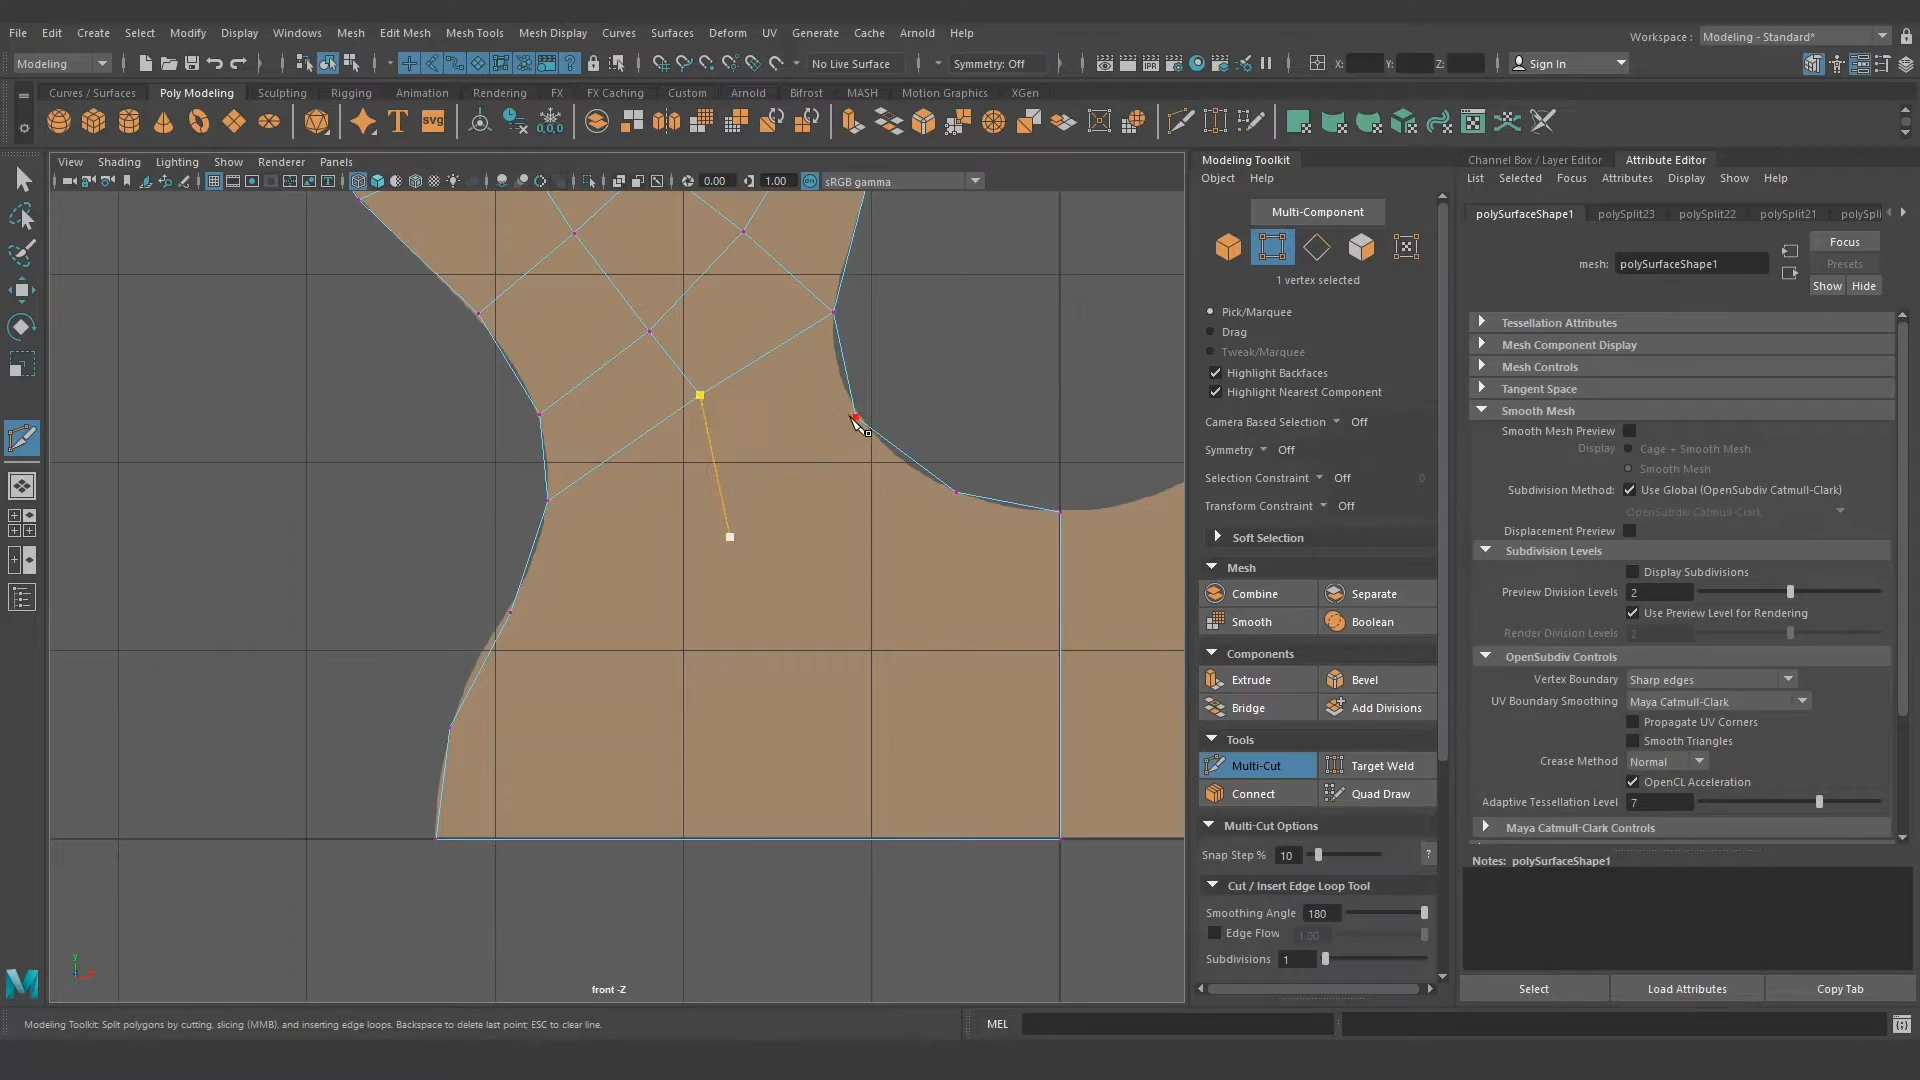 File Edit Create Select Modify Display Windows Mesh Edit Mesh Mesh Tools Mesh Display Curves Surfaces Deform UV Generate Cache Arnold Help
Workspace : Modeling - Standard*
Modeling No Live Surface Symmetry: Off X: Y: Z: Sign In
Curves / Surfaces Poly Modeling Sculpting Rigging Animation Rendering FX FX Caching Custom Arnold Bifrost MASH Motion Graphics XGen
T svg 0,0,0
View Shading Lighting Show Renderer Panels
0.00 1.00 sRGB gamma
front -Z
Modeling Toolkit
Object Help
Multi-Component
1 vertex selected
Pick/Marquee
Drag
Tweak/Marquee
Highlight Backfaces
Highlight Nearest Component
Camera Based Selection Off
Symmetry Off
Selection Constraint Off 0
Transform Constraint Off
Soft Selection
Mesh
Combine Separate
Smooth Boolean
Components
Extrude Bevel
Bridge Add Divisions
Tools
Multi-Cut Target Weld
Connect Quad Draw
Multi-Cut Options
Snap Step % 10 ?
Cut / Insert Edge Loop Tool
Smoothing Angle 180
Edge Flow 1.00
Subdivisions 1
Channel Box / Layer Editor Attribute Editor
List Selected Focus Attributes Display Show Help
polySurfaceShape1 polySplit23 polySplit22 polySplit21 polySpli
Focus
mesh: polySurfaceShape1 Presets
Show Hide
Tessellation Attributes
Mesh Component Display
Mesh Controls
Tangent Space
Smooth Mesh
Smooth Mesh Preview
Display Cage + Smooth Mesh
Smooth Mesh
Subdivision Method: Use Global (OpenSubdiv Catmull-Clark)
OpenSubdiv Catmull-Clark
Displacement Preview
Subdivision Levels
Display Subdivisions
Preview Division Levels 2
Use Preview Level for Rendering
Render Division Levels 2
OpenSubdiv Controls
Vertex Boundary Sharp edges
UV Boundary Smoothing Maya Catmull-Clark
Propagate UV Corners
Smooth Triangles
Crease Method Normal
OpenCL Acceleration
Adaptive Tessellation Level 7
Maya Catmull-Clark Controls
Notes: polySurfaceShape1
Select Load Attributes Copy Tab
Modeling Toolkit: Split polygons by cutting, slicing (MMB), and inserting edge loops. Backspace to delete last point; ESC to clear line. MEL